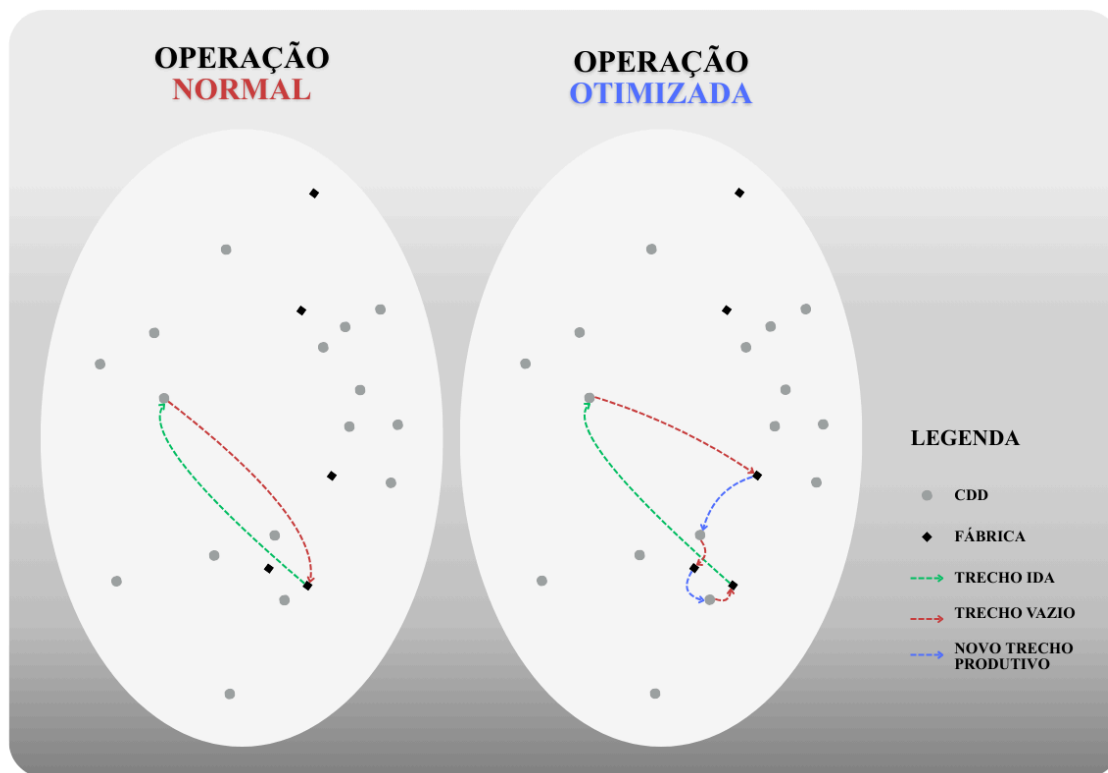 OPERAÇÃO
NORMAL
OPERAÇÃO
OTIMIZADA
LEGENDA
CDD
FÁBRICA
TRECHO IDA
TRECHO VAZIO
NOVO TRECHO
PRODUTIVO